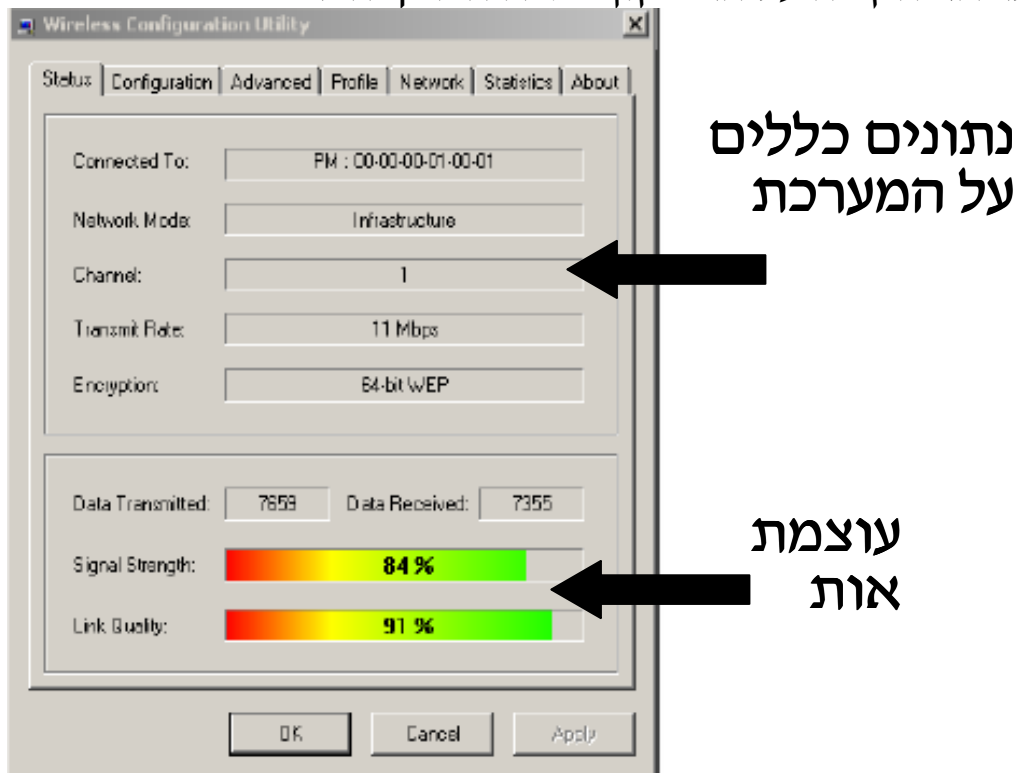 Wireless Configuration Utility
Status Configuration Advanced Profile Network Statistics About
Connected To: PM : 00-00-00-01-00-01
Network Mode: Infrastructure
Channel: 1
Transmit Rate: 11 Mbps
Encryption: 64-bit WEP
נתונים כללים
על המערכת
Data Transmitted: 7659 Data Received: 7355
Signal Strength: 84 %
Link Quality: 91 %
עוצמת
אות
OK Cancel Apply